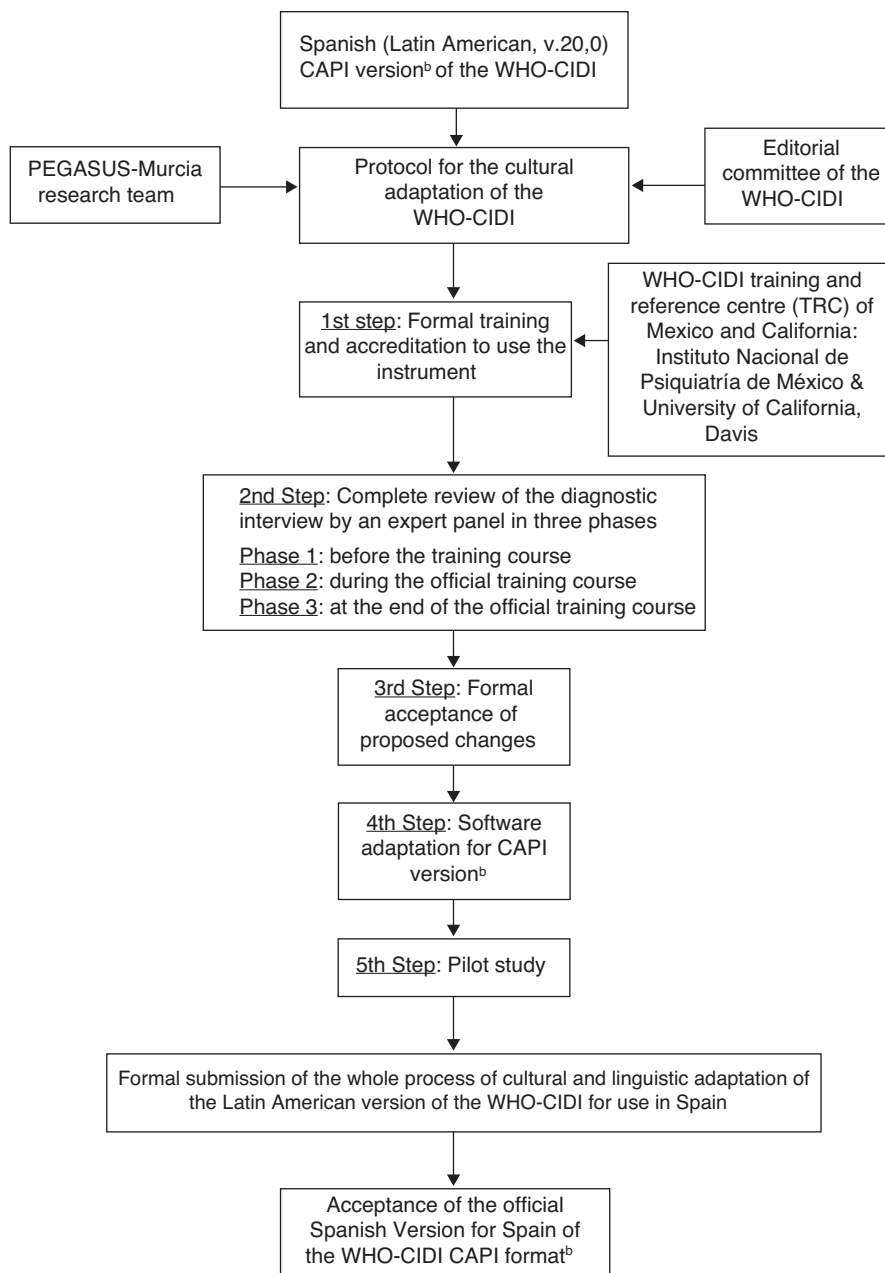 Spanish (Latin American, v.20,0)
CAPI versionᵇ of the WHO-CIDI
PEGASUS-Murcia
research team
Protocol for the cultural
adaptation of the
WHO-CIDI
Editorial
committee of the
WHO-CIDI
1st step: Formal training
and accreditation to use the
instrument
WHO-CIDI training and
reference centre (TRC) of
Mexico and California:
Instituto Nacional de
Psiquiatría de México &
University of California,
Davis
2nd Step: Complete review of the diagnostic
interview by an expert panel in three phases
Phase 1: before the training course
Phase 2: during the official training course
Phase 3: at the end of the official training course
3rd Step: Formal
acceptance of
proposed changes
4th Step: Software
adaptation for CAPI
versionᵇ
5th Step: Pilot study
Formal submission of the whole process of cultural and linguistic adaptation of
the Latin American version of the WHO-CIDI for use in Spain
Acceptance of the official
Spanish Version for Spain of
the WHO-CIDI CAPI formatᵇ